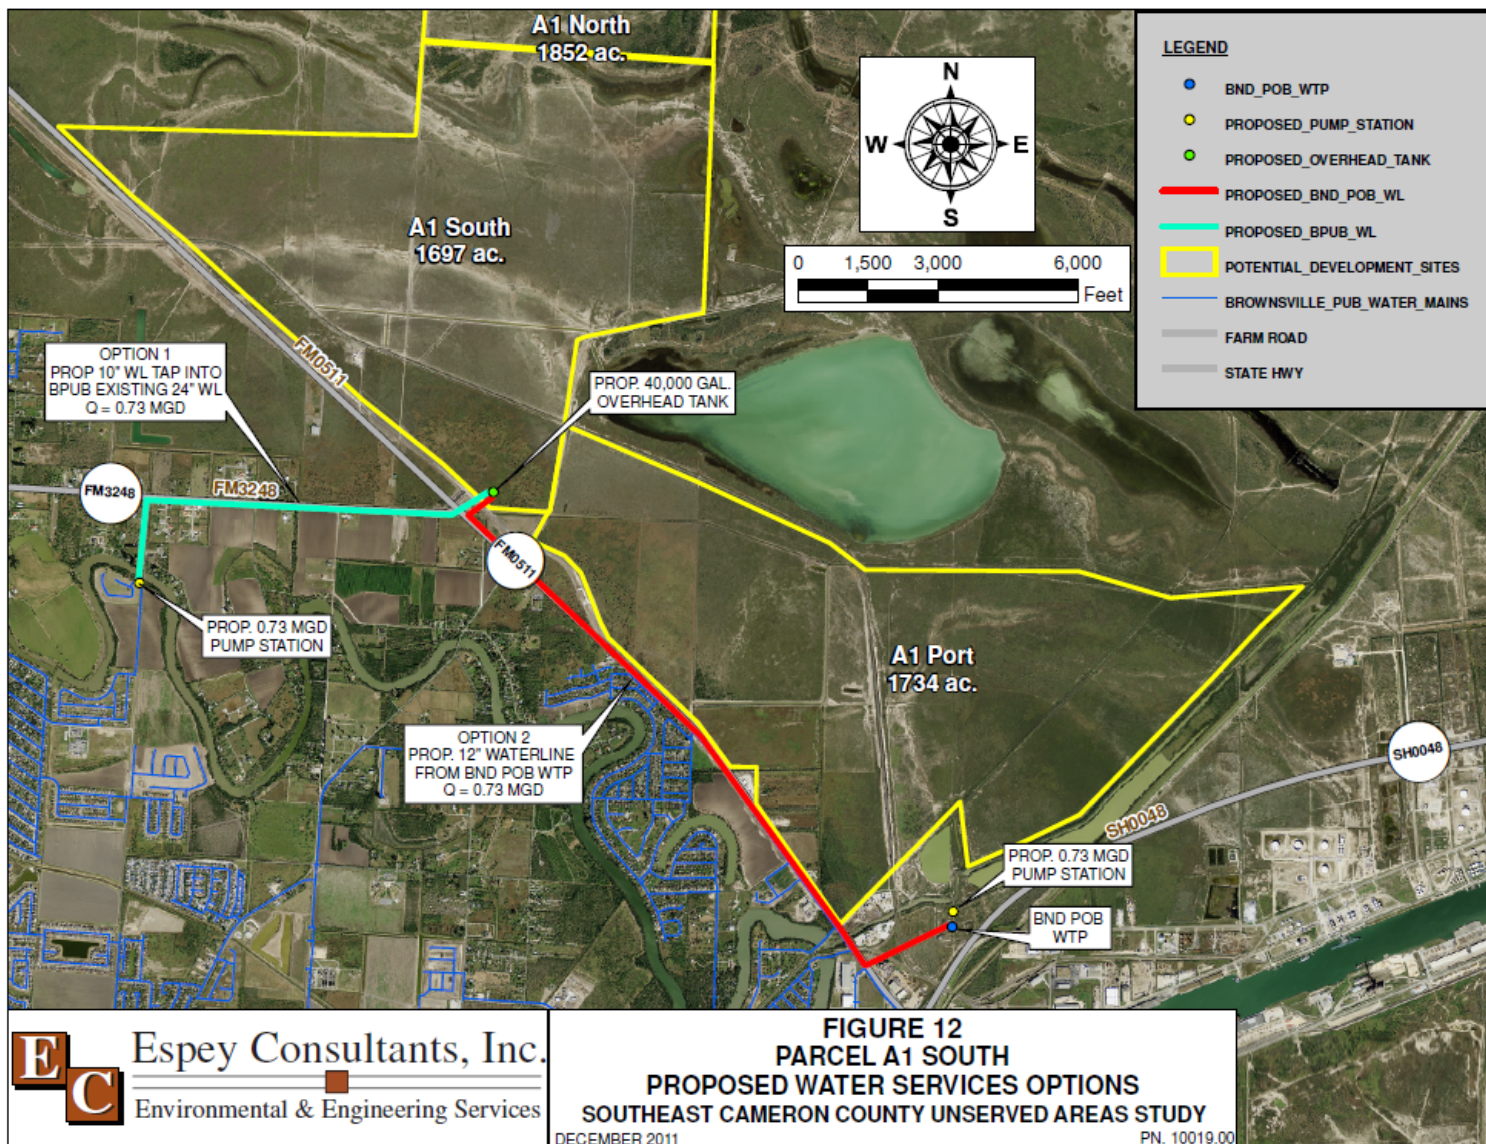 A1 North
1852 ac.
N
W
E
S
0 1,500 3,000 6,000
Feet
LEGEND
BND_POB_WTP
PROPOSED_PUMP_STATION
PROPOSED_OVERHEAD_TANK
PROPOSED_BND_POB_WL
PROPOSED_BPUB_WL
POTENTIAL_DEVELOPMENT_SITES
BROWNSVILLE_PUB_WATER_MAINS
FARM ROAD
STATE HWY
A1 South
1697 ac.
FM0511
OPTION 1
PROP 10" WL TAP INTO
BPUB EXISTING 24" WL
Q = 0.73 MGD
PROP. 40,000 GAL.
OVERHEAD TANK
FM3248
FM3248
FM0511
PROP. 0.73 MGD
PUMP STATION
A1 Port
1734 ac.
OPTION 2
PROP. 12" WATERLINE
FROM BND POB WTP
Q = 0.73 MGD
SH0048
SH0048
PROP. 0.73 MGD
PUMP STATION
BND POB
WTP
E
C
Espey Consultants, Inc.
Environmental & Engineering Services
FIGURE 12
PARCEL A1 SOUTH
PROPOSED WATER SERVICES OPTIONS
SOUTHEAST CAMERON COUNTY UNSERVED AREAS STUDY
DECEMBER 2011
PN. 10019.00